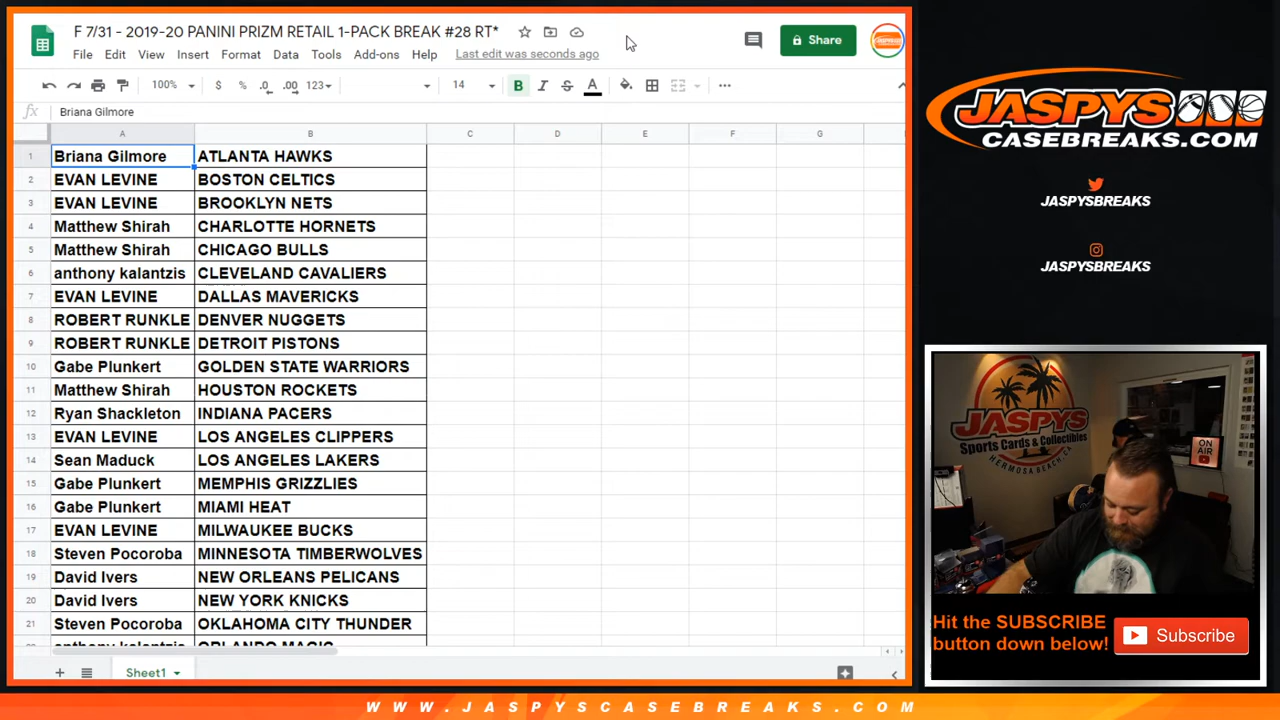 F 7/31 - 2019-20 PANINI PRIZM RETAIL 1-PACK BREAK #28 RT*
File Edit View Insert Format Data Tools Add-ons Help Last edit was seconds ago
Share
100% $ % .0 .00 123 14 B I S A
fx Briana Gilmore
A B C D E F G
1 Briana Gilmore ATLANTA HAWKS
2 EVAN LEVINE BOSTON CELTICS
3 EVAN LEVINE BROOKLYN NETS
4 Matthew Shirah CHARLOTTE HORNETS
5 Matthew Shirah CHICAGO BULLS
6 anthony kalantzis CLEVELAND CAVALIERS
7 EVAN LEVINE DALLAS MAVERICKS
8 ROBERT RUNKLE DENVER NUGGETS
9 ROBERT RUNKLE DETROIT PISTONS
10 Gabe Plunkert GOLDEN STATE WARRIORS
11 Matthew Shirah HOUSTON ROCKETS
12 Ryan Shackleton INDIANA PACERS
13 EVAN LEVINE LOS ANGELES CLIPPERS
14 Sean Maduck LOS ANGELES LAKERS
15 Gabe Plunkert MEMPHIS GRIZZLIES
16 Gabe Plunkert MIAMI HEAT
17 EVAN LEVINE MILWAUKEE BUCKS
18 Steven Pocoroba MINNESOTA TIMBERWOLVES
19 David Ivers NEW ORLEANS PELICANS
20 David Ivers NEW YORK KNICKS
21 Steven Pocoroba OKLAHOMA CITY THUNDER
anthony kalantzis ORLANDO MAGIC
Sheet1
JASPYS
CASEBREAKS.COM
JASPYSBREAKS
JASPYSBREAKS
JASPYS
Sports Cards & Collectibles
HERMOSA BEACH, CA
ON AIR
Hit the SUBSCRIBE
button down below!
Subscribe
WWW.JASPYSCASEBREAKS.COM